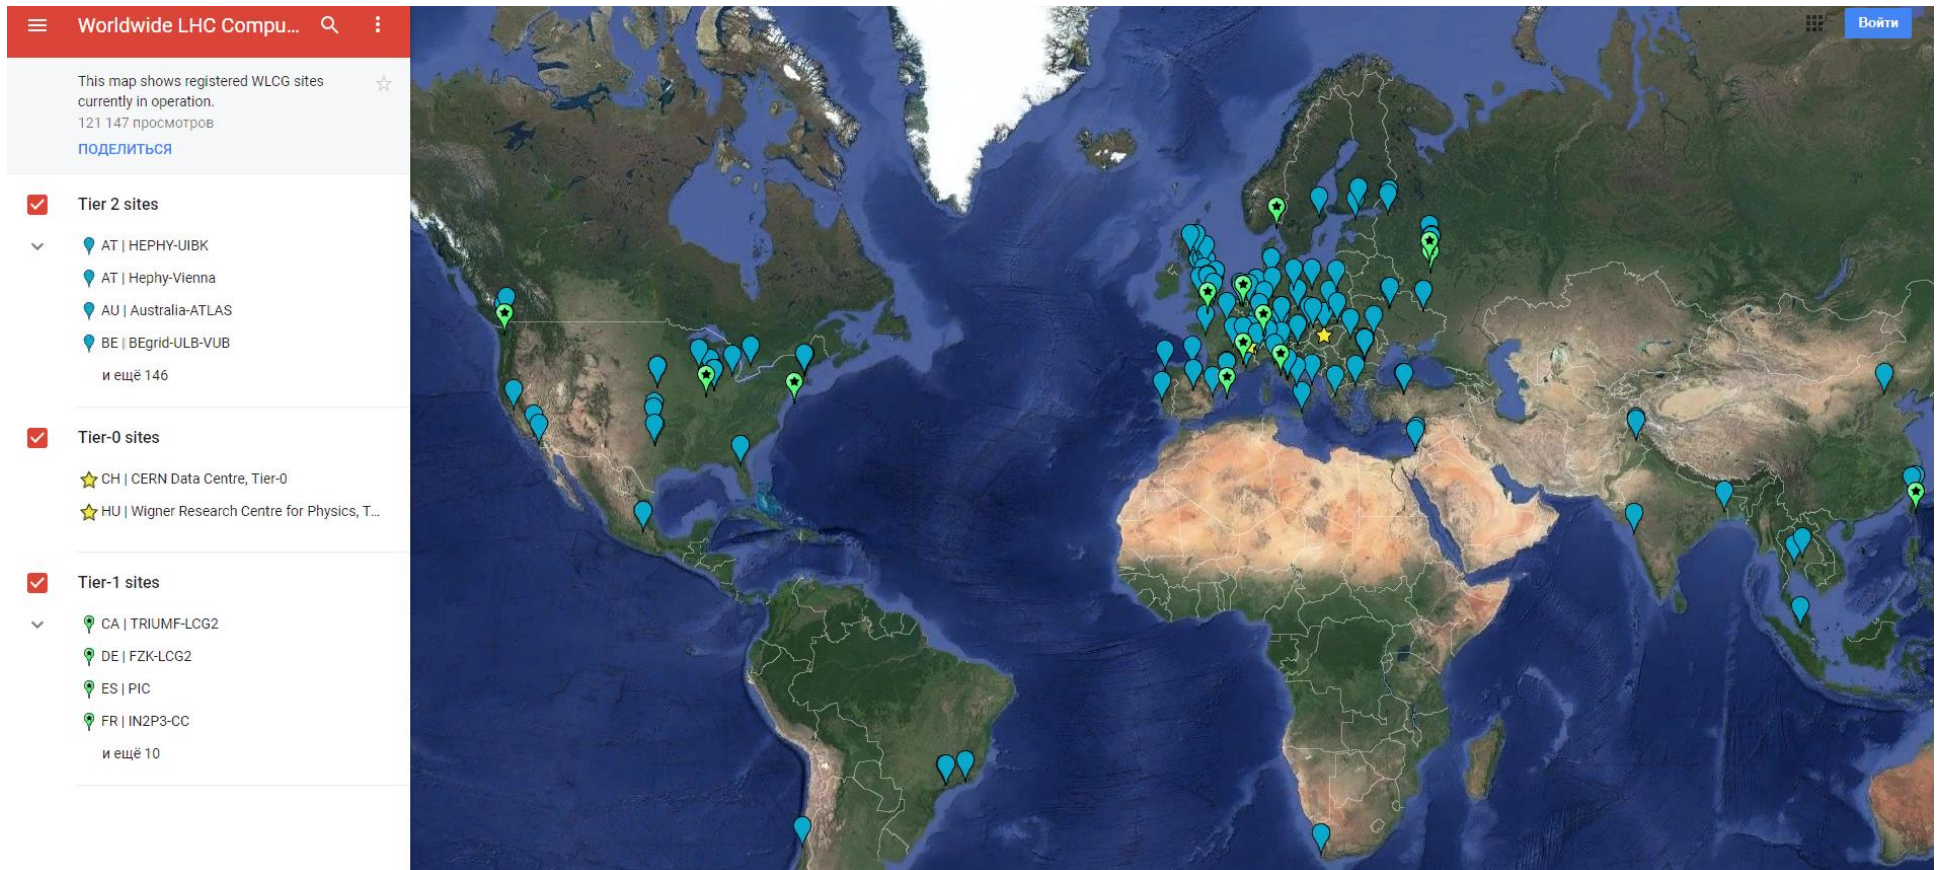 Worldwide LHC Compu...
Войти
This map shows registered WLCG sites
currently in operation.
121 147 просмотров
ПОДЕЛИТЬСЯ
Tier 2 sites
AT | HEPHY-UIBK
AT | Hephy-Vienna
AU | Australia-ATLAS
BE | BEgrid-ULB-VUB
и ещё 146
Tier-0 sites
CH | CERN Data Centre, Tier-0
HU | Wigner Research Centre for Physics, T...
Tier-1 sites
CA | TRIUMF-LCG2
DE | FZK-LCG2
ES | PIC
FR | IN2P3-CC
и ещё 10